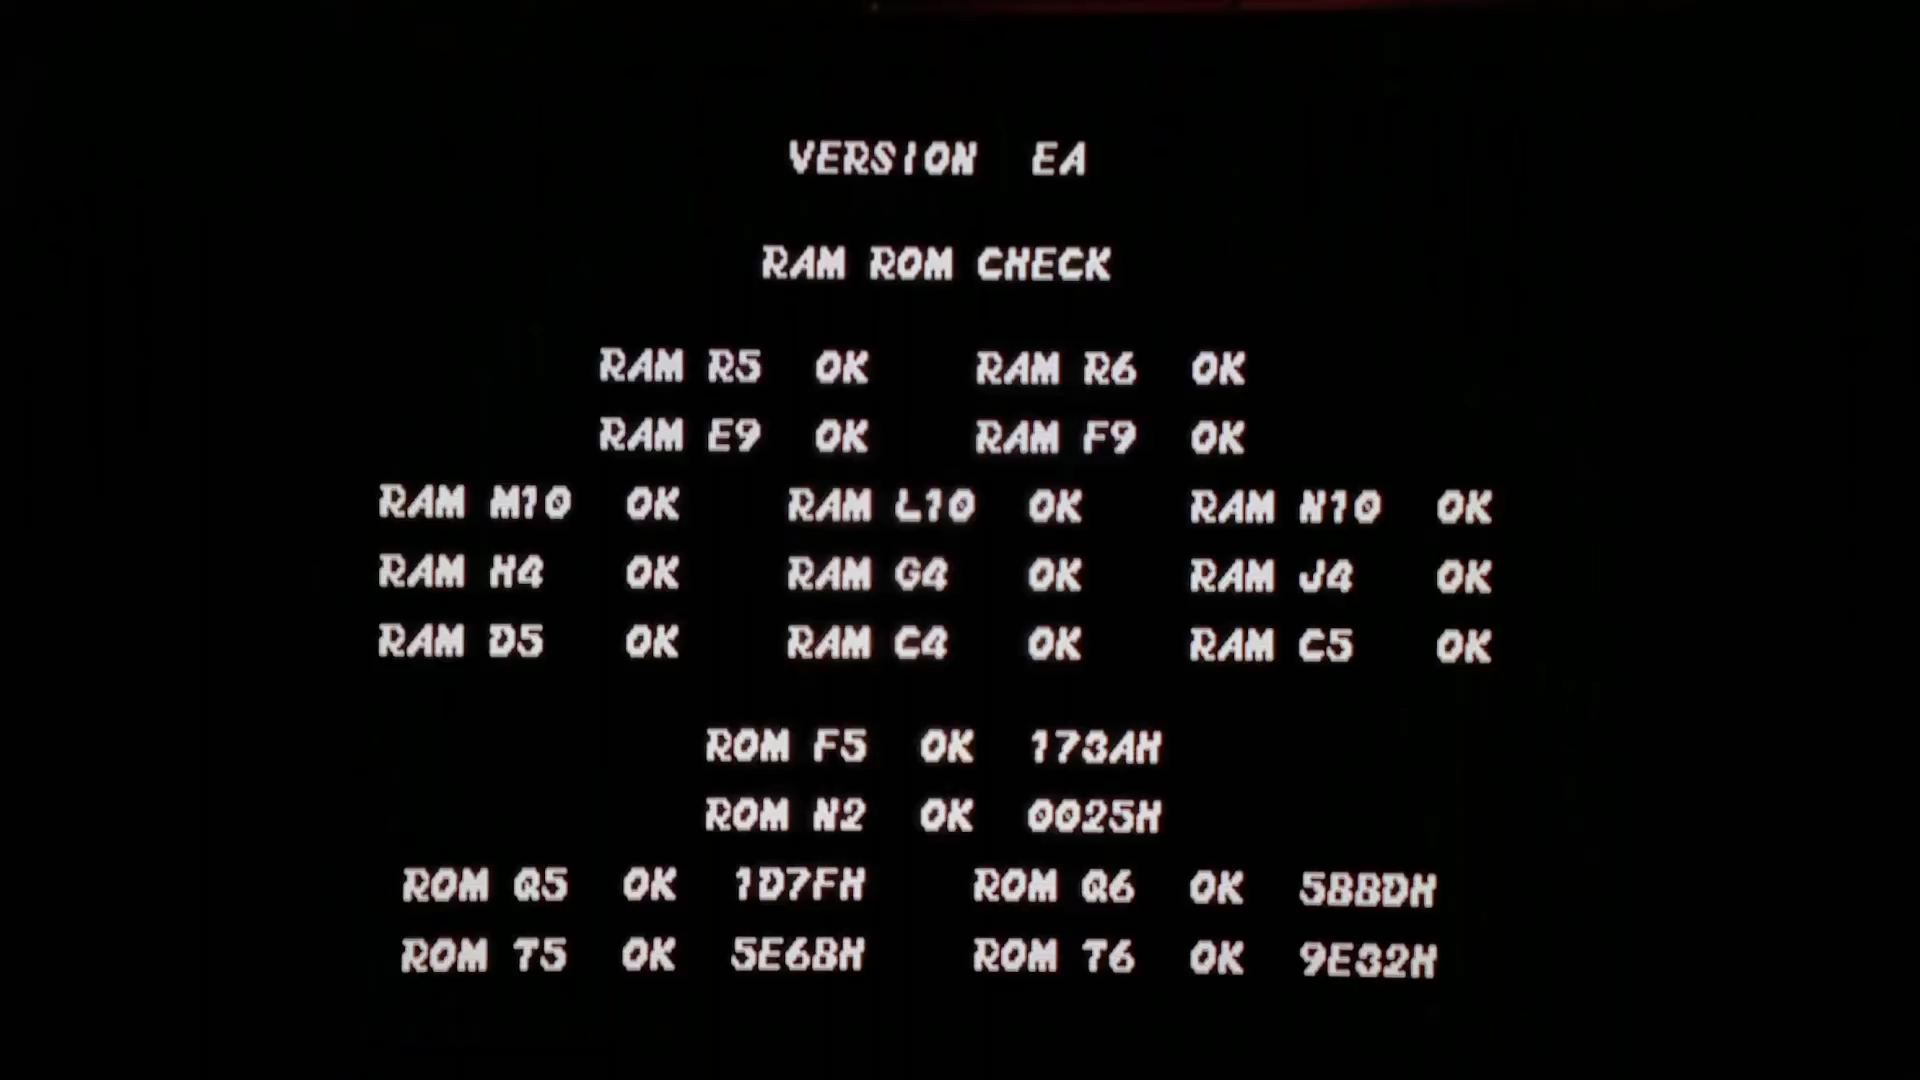 VERSION EA
RAM ROM CHECK
RAM R5 OK RAM R6 OK
RAM E9 OK RAM F9 OK
RAM M10 OK RAM L10 OK RAM N10 OK
RAM H4 OK RAM G4 OK RAM J4 OK
RAM D5 OK RAM C4 OK RAM C5 OK
ROM F5 OK 173AH
ROM N2 OK 0025H
ROM Q5 OK 1D7FH ROM Q6 OK 5BBDH
ROM T5 OK 5E6BH ROM T6 OK 9E32H